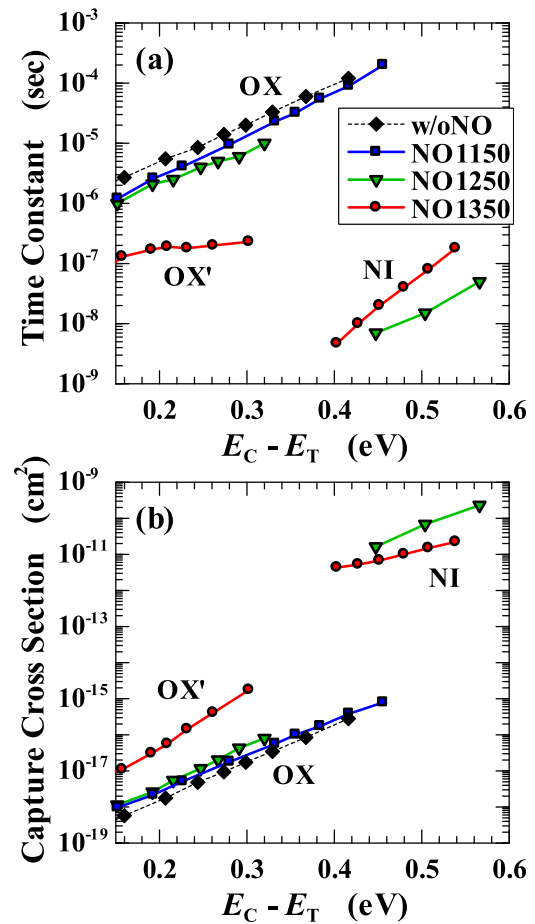 10^-3
10^-4
10^-5
10^-6
10^-7
10^-8
10^-9
Time Constant (sec)
(a)
OX
w/oNO
NO1150
NO1250
NO1350
OX'
NI
0.2 0.3 0.4 0.5 0.6
E_C - E_T (eV)
10^-9
10^-11
10^-13
10^-15
10^-17
10^-19
Capture Cross Section (cm^2)
(b)
NI
OX'
OX
0.2 0.3 0.4 0.5 0.6
E_C - E_T (eV)